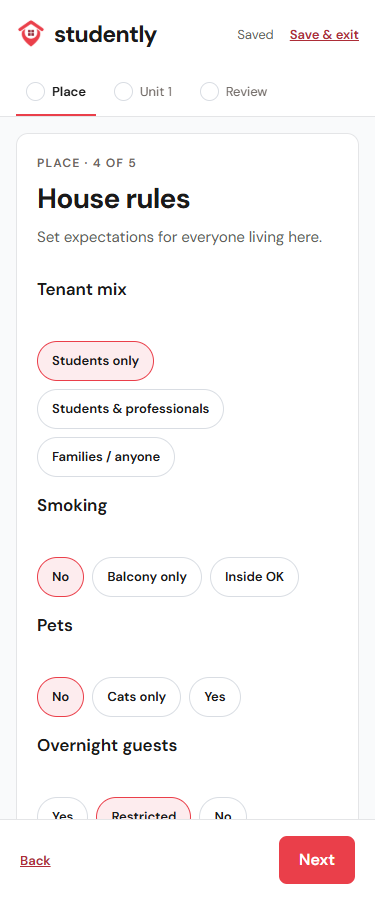 studently
Saved Save & exit
Place Unit 1 Review
PLACE · 4 OF 5
House rules
Set expectations for everyone living here.
Tenant mix
Students only
Students & professionals
Families / anyone
Smoking
No Balcony only Inside OK
Pets
No Cats only Yes
Overnight guests
Yes Restricted No
Back Next